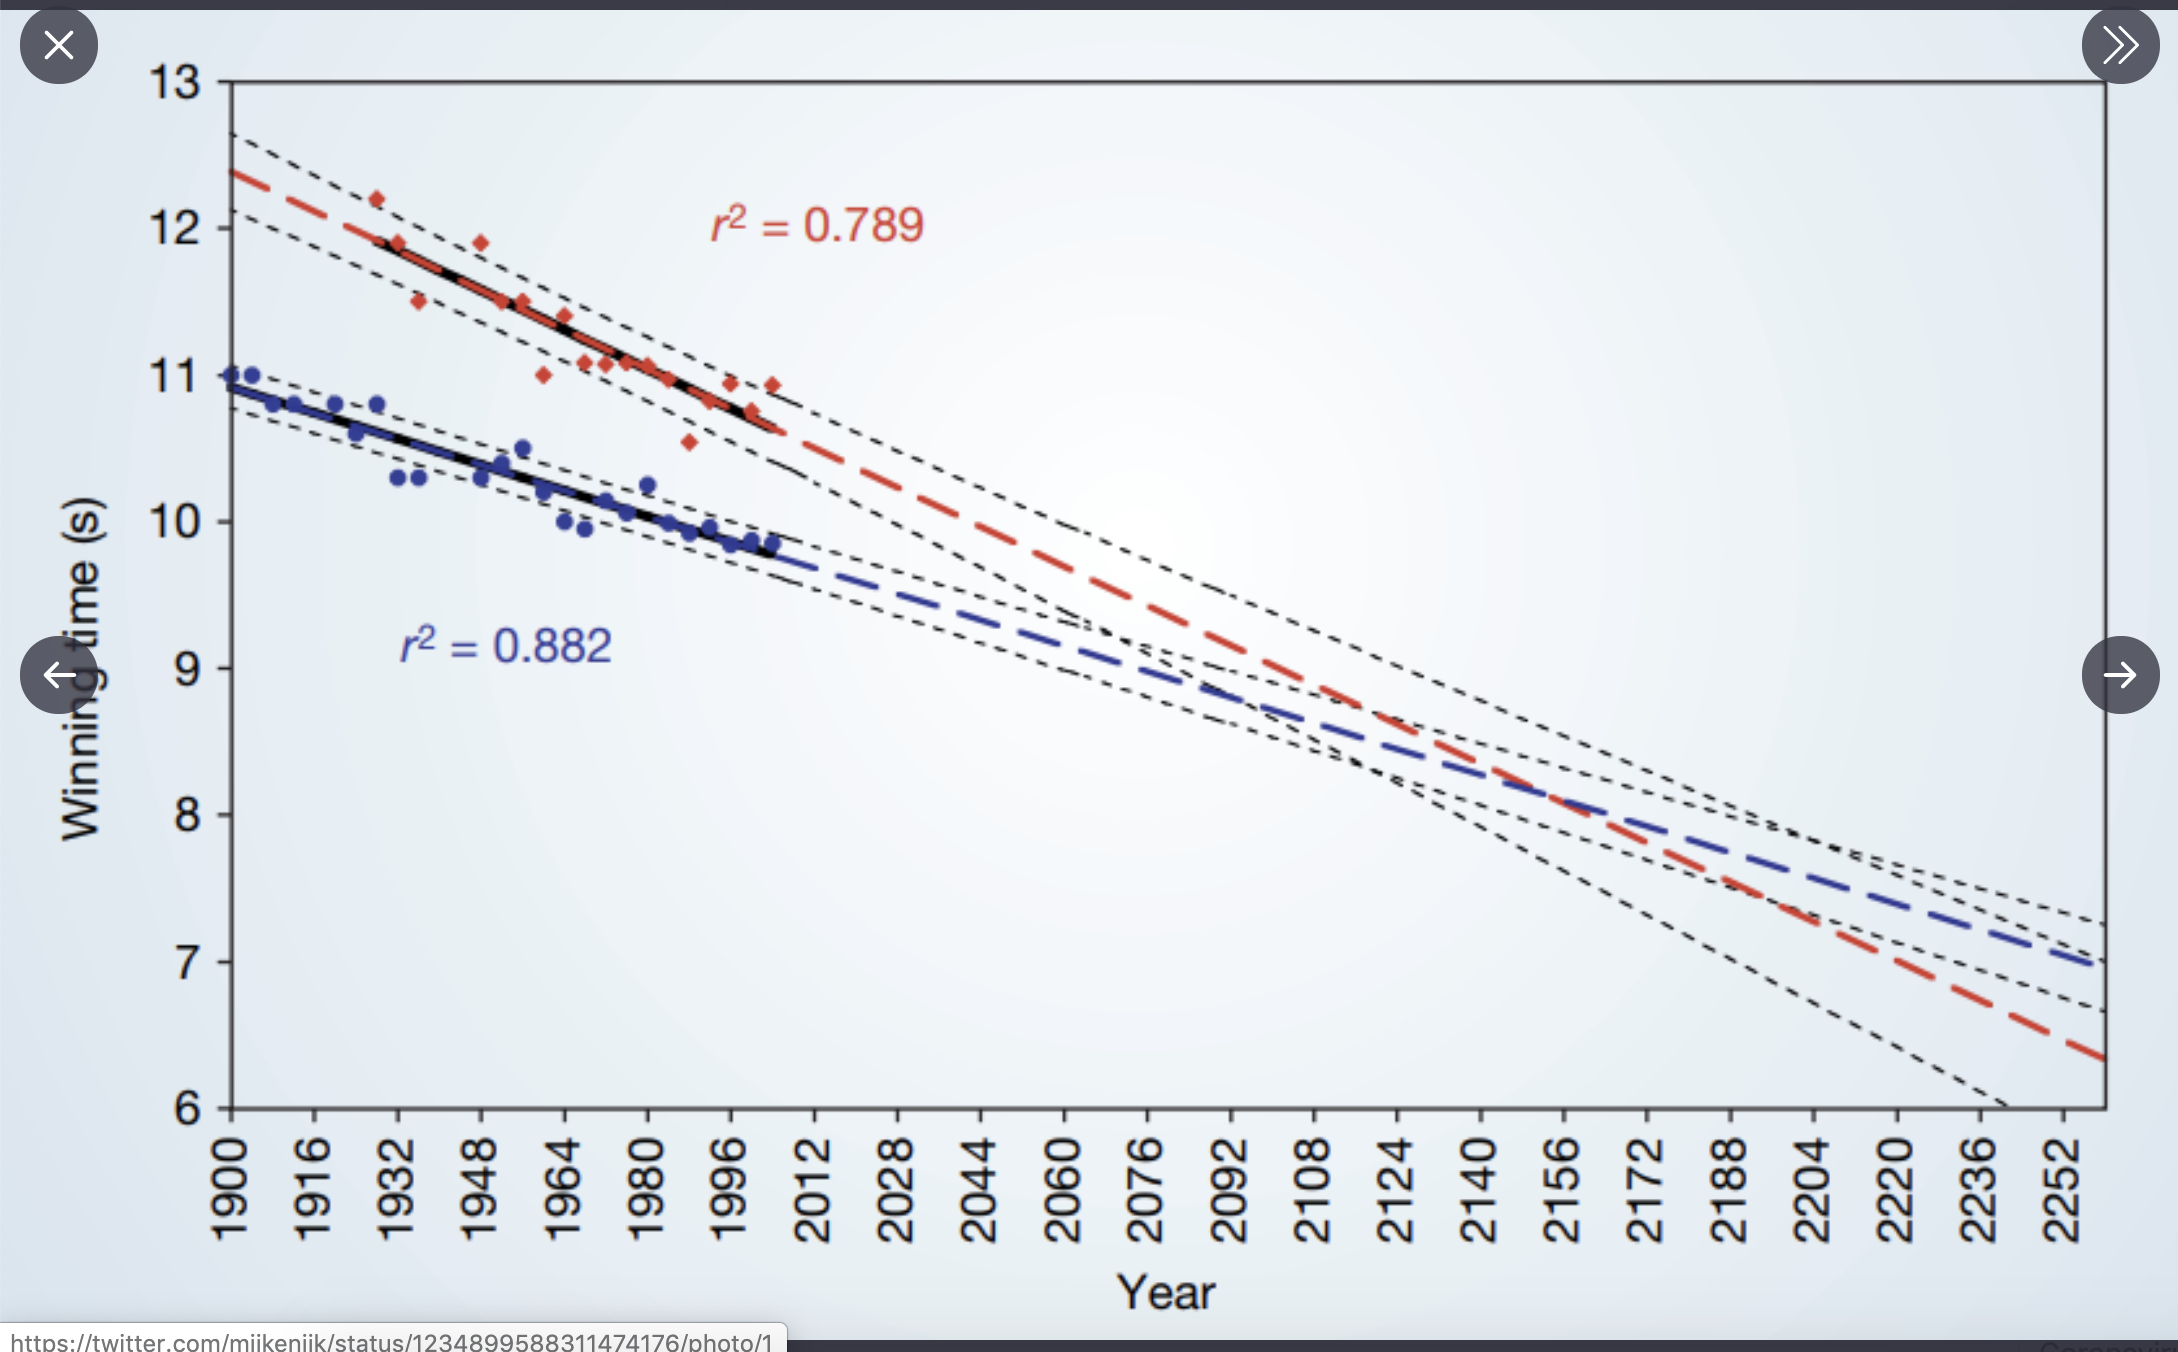 13
12
r² = 0.789
11
10
r² = 0.882
9
8
7
6
Winning time (s)
1900 1916 1932 1948 1964 1980 1996 2012 2028 2044 2060 2076 2092 2108 2124 2140 2156 2172 2188 2204 2220 2236 2252
Year
https://twitter.com/mijkenijk/status/1234899588311474176/photo/1